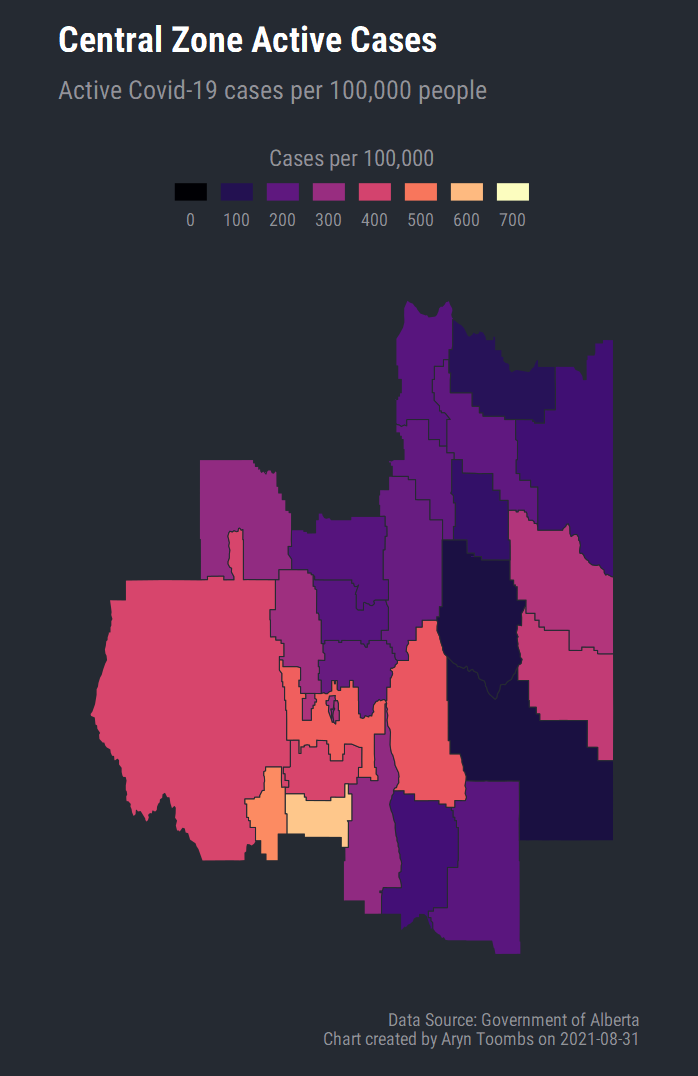 Central Zone Active Cases
Active Covid-19 cases per 100,000 people
Cases per 100,000
0 100 200 300 400 500 600 700
Data Source: Government of Alberta
Chart created by Aryn Toombs on 2021-08-31